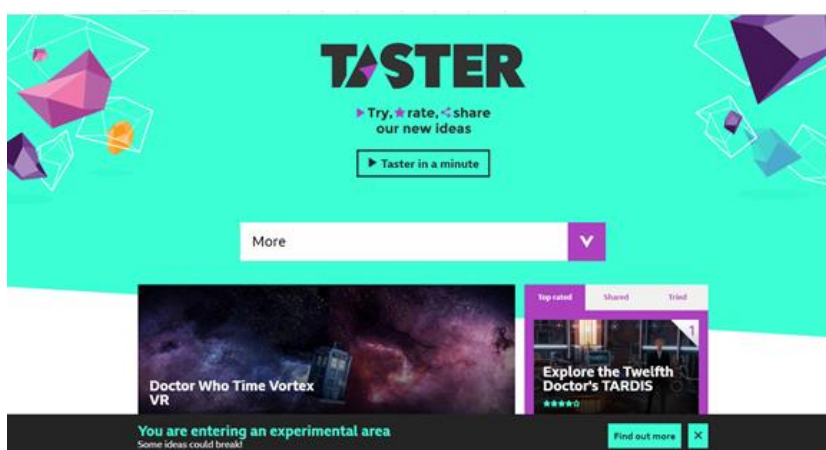 TASTER
Try, rate, share
our new ideas
Taster in a minute
More
Top rated
Shared
Tried
1
Doctor Who Time Vortex
VR
Explore the Twelfth
Doctor's TARDIS
You are entering an experimental area
Some ideas could break!
Find out more
X